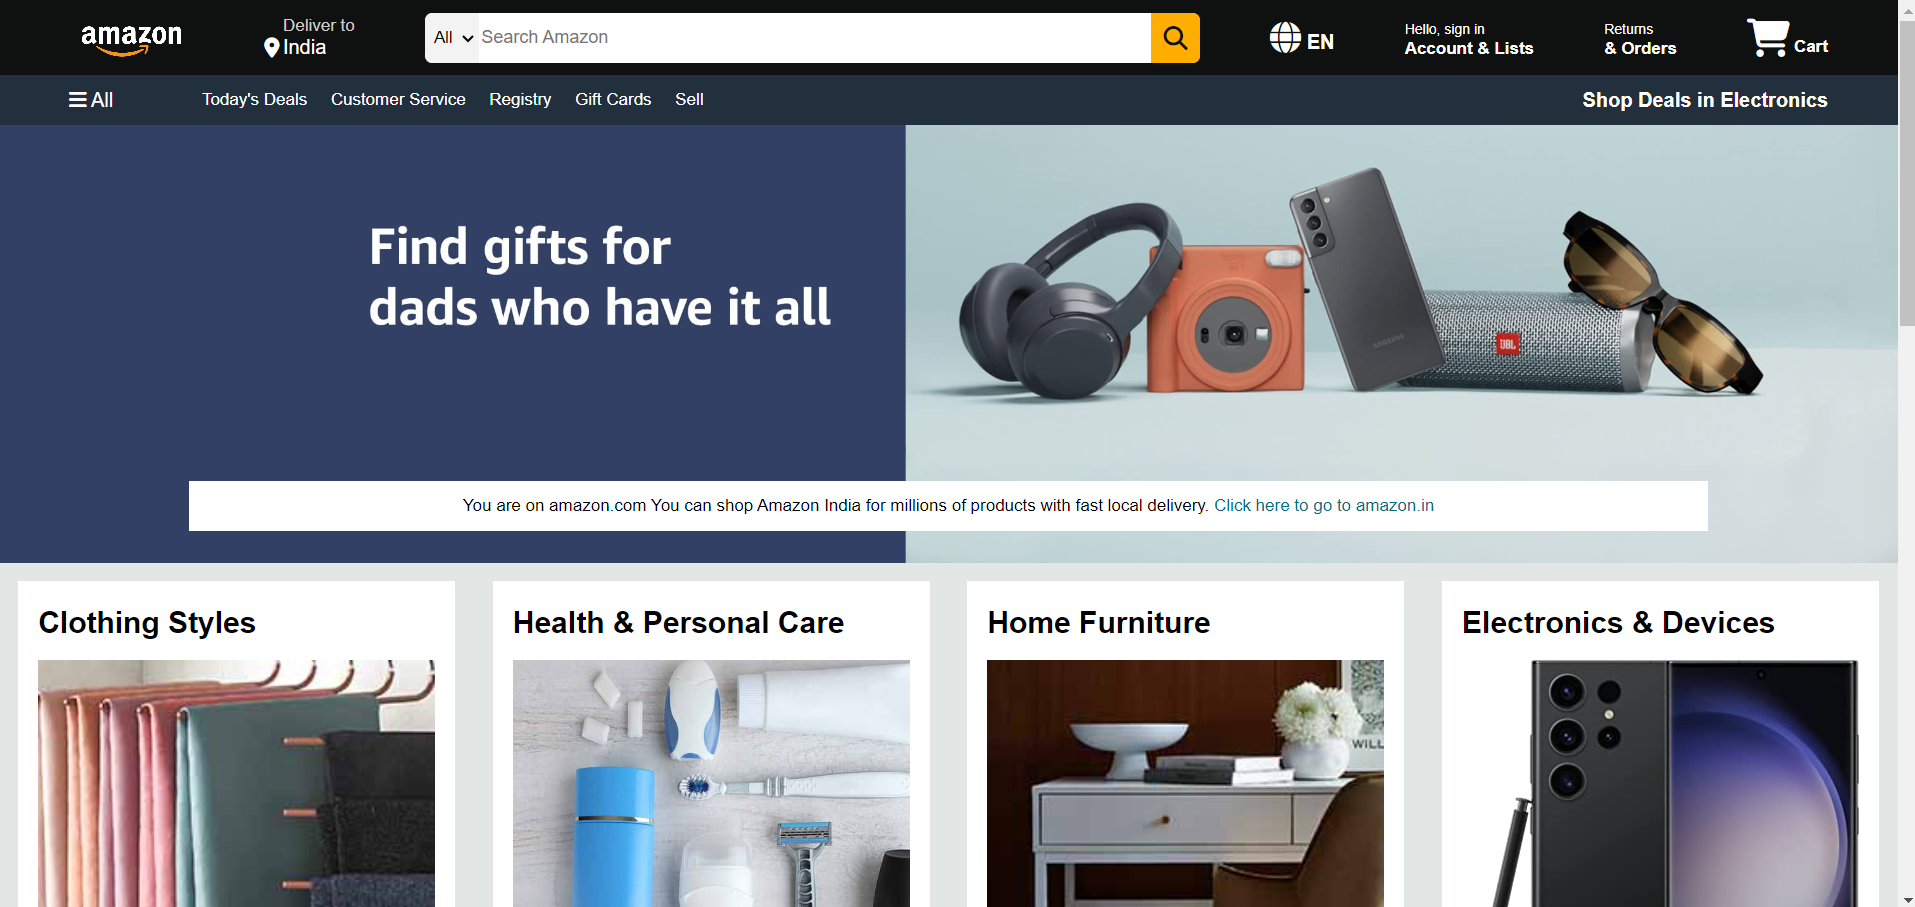 amazon
Deliver to
India
All
Search Amazon
EN
Hello, sign in
Account & Lists
Returns
& Orders
Cart
All
Today's Deals
Customer Service
Registry
Gift Cards
Sell
Shop Deals in Electronics
Find gifts for
dads who have it all
SAMSUNG
JBL
You are on amazon.com You can shop Amazon India for millions of products with fast local delivery. Click here to go to amazon.in
Clothing Styles
Health & Personal Care
Home Furniture
Electronics & Devices
WILL